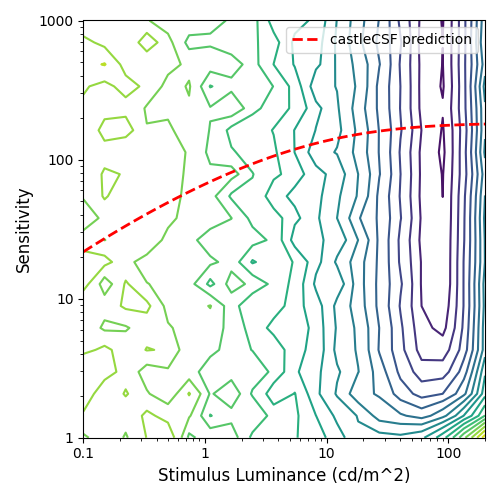 castleCSF prediction
Sensitivity
1000
100
10
1
0.1 1 10 100
Stimulus Luminance (cd/m^2)